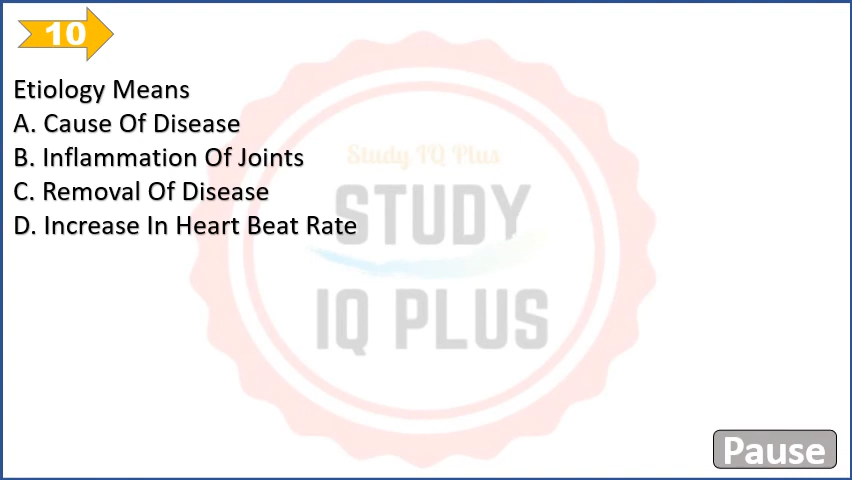 10
Etiology Means
A. Cause Of Disease
B. Inflammation Of Joints
C. Removal Of Disease
D. Increase In Heart Beat Rate
Study IQ Plus
STUDY
IQ PLUS
Pause